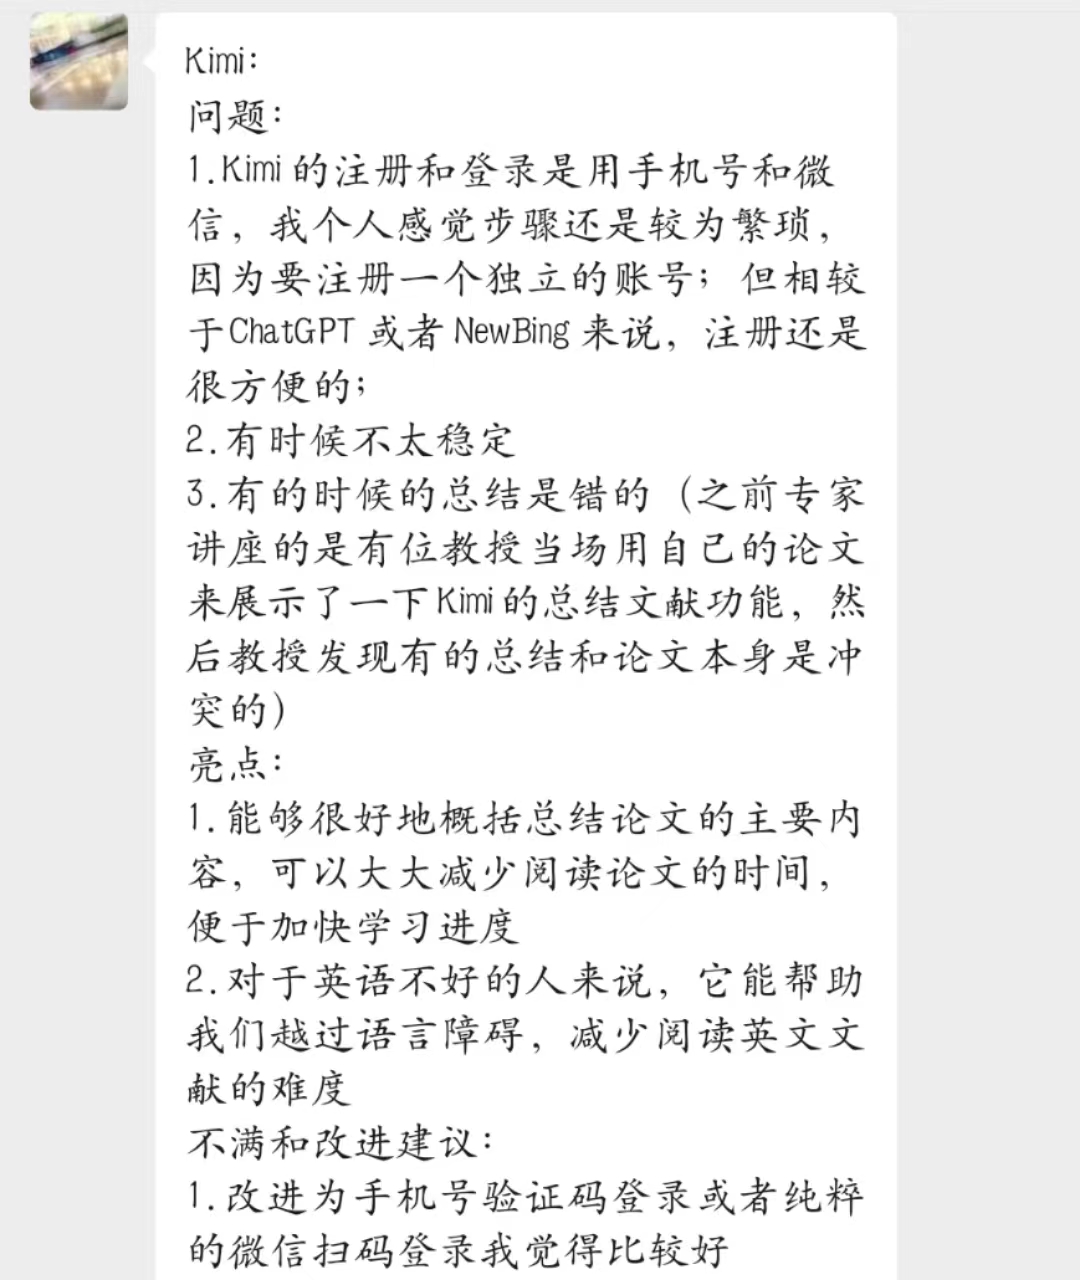 Kimi：
问题：
1.Kimi的注册和登录是用手机号和微
信，我个人感觉步骤还是较为繁琐，
因为要注册一个独立的账号；但相较
于ChatGPT或者NewBing来说，注册还是
很方便的；
2.有时候不太稳定
3.有的时候的总结是错的（之前专家
讲座的是有位教授当场用自己的论文
来展示了一下Kimi的总结文献功能，然
后教授发现有的总结和论文本身是冲
突的）
亮点：
1.能够很好地概括总结论文的主要内
容，可以大大减少阅读论文的时间，
便于加快学习进度
2.对于英语不好的人来说，它能帮助
我们越过语言障碍，减少阅读英文文
献的难度
不满和改进建议：
1.改进为手机号验证码登录或者纯粹
的微信扫码登录我觉得比较好